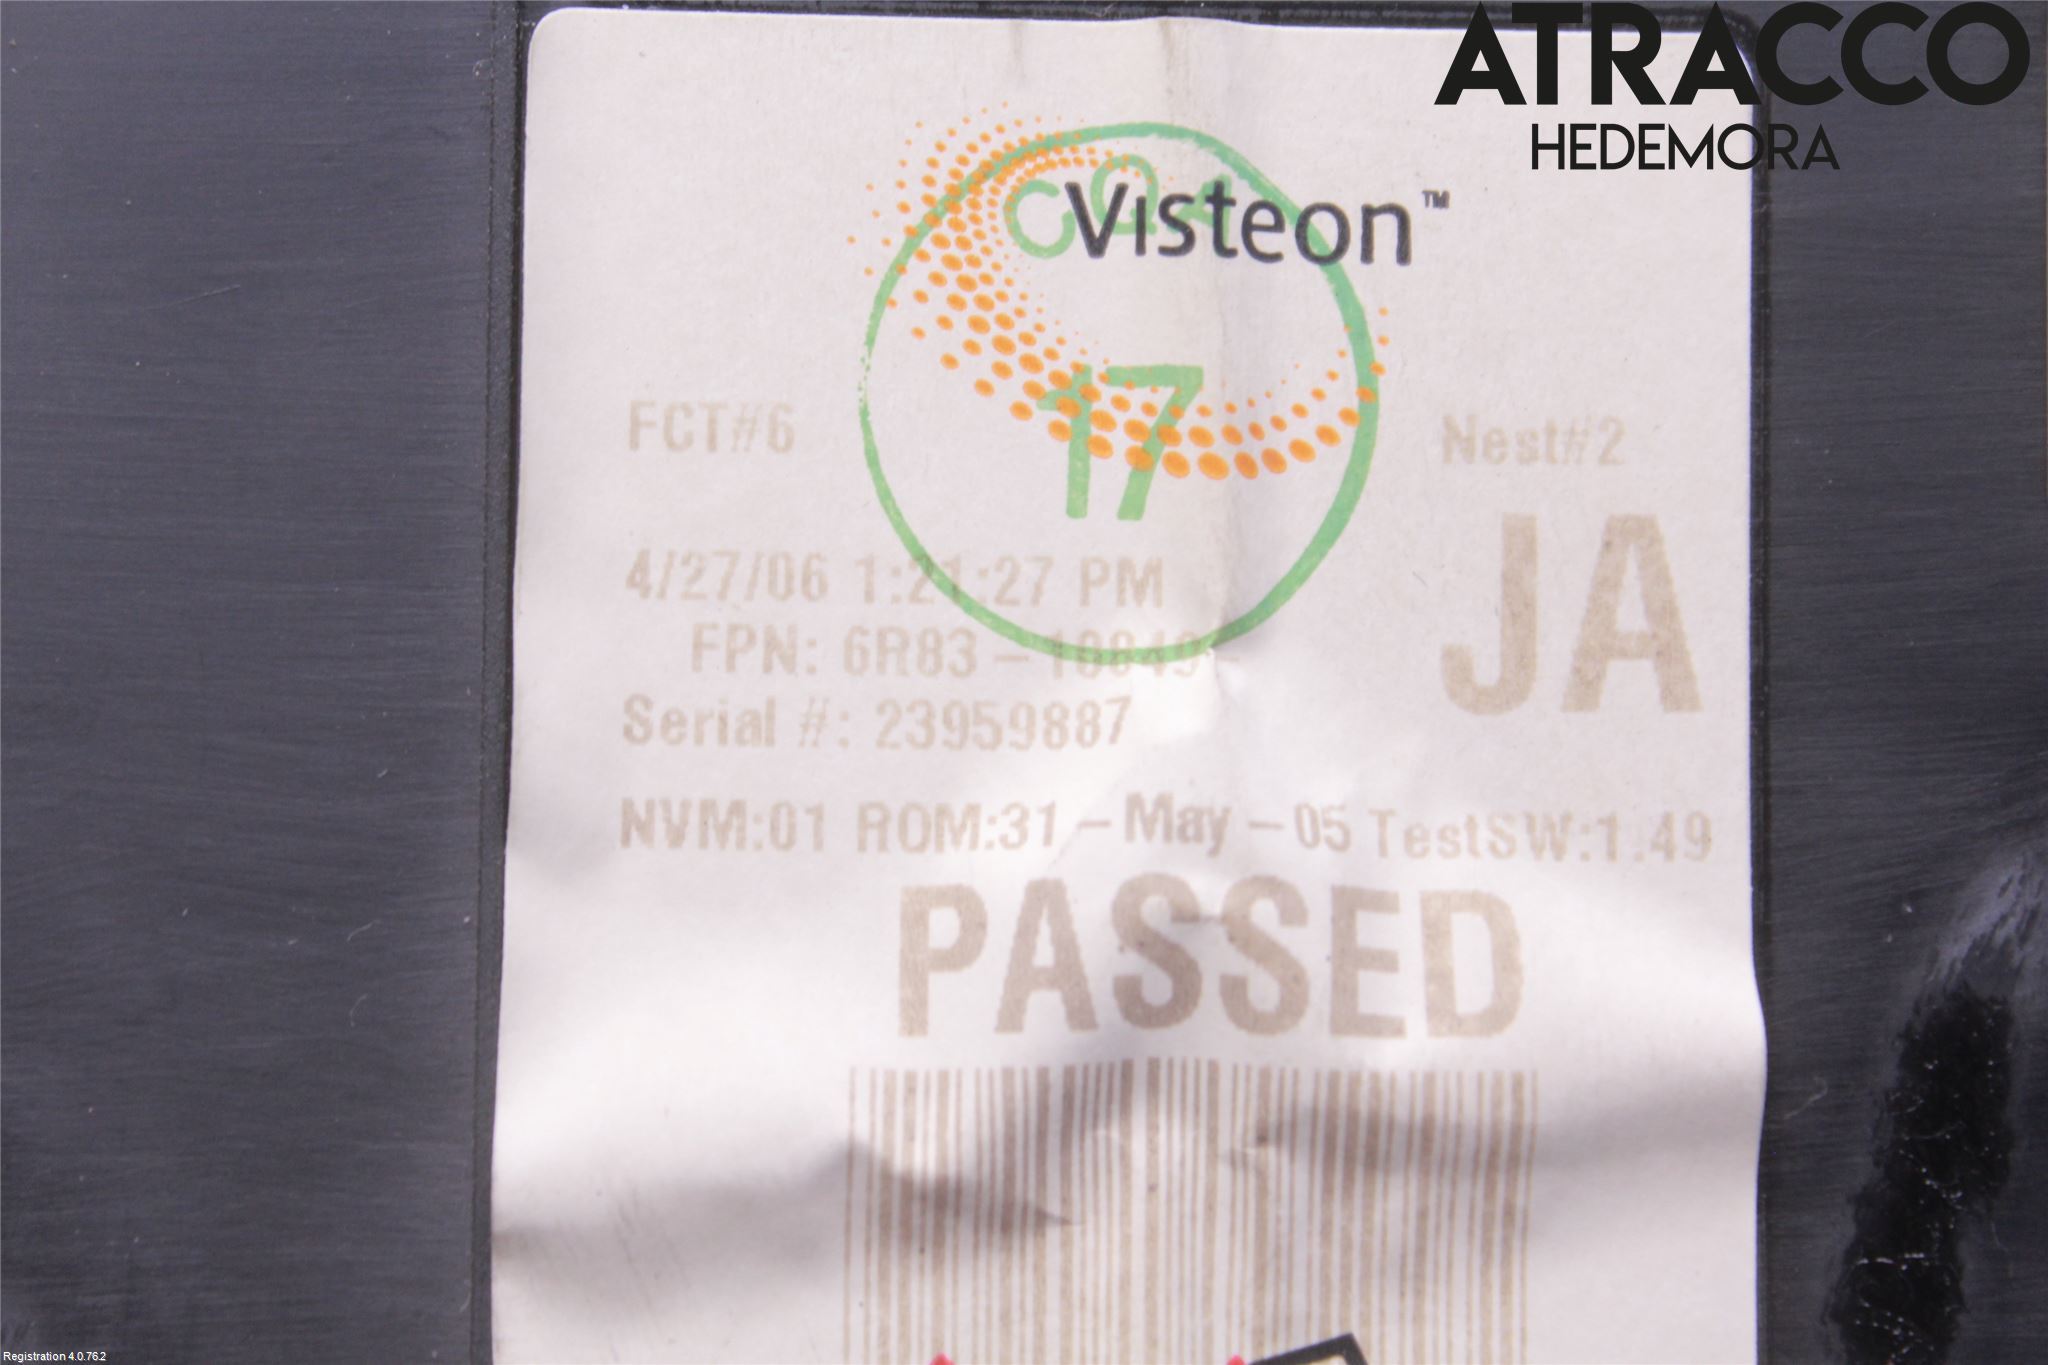 ATRACCO
HEDEMORA
Visteon™
17
FCT#6
Nest#2
JA
4/27/06 1:21:27 PM
FPN: 6R83 – 10849 –
Serial #: 23959887
NVM:01 ROM:31 – May – 05 TestSW:1.49
PASSED
Registration 4.0.76.2